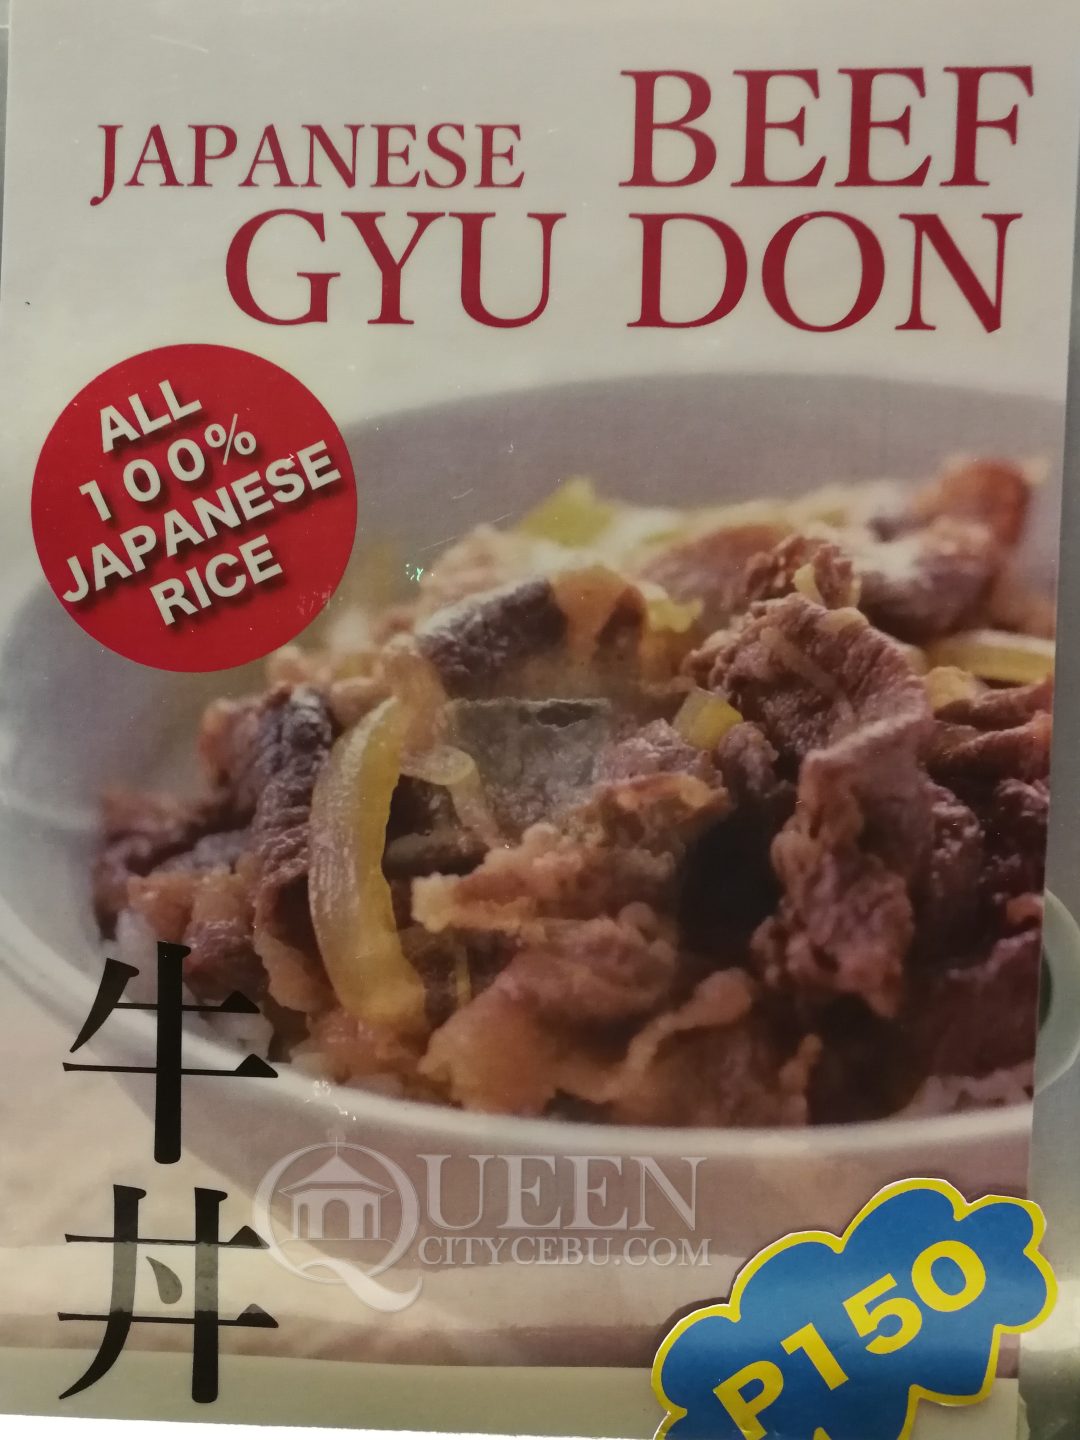 JAPANESE BEEF
GYU DON
ALL
100%
JAPANESE
RICE
牛
丼
QUEEN
CITYCEBU.COM
P150